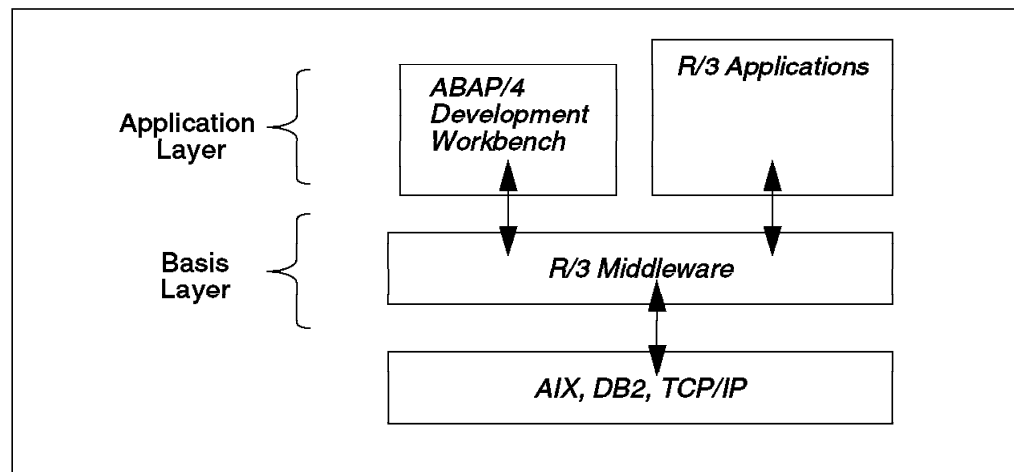 R/3 Applications
ABAP/4
Development
Workbench
Application
Layer
Basis
Layer
R/3 Middleware
AIX, DB2, TCP/IP